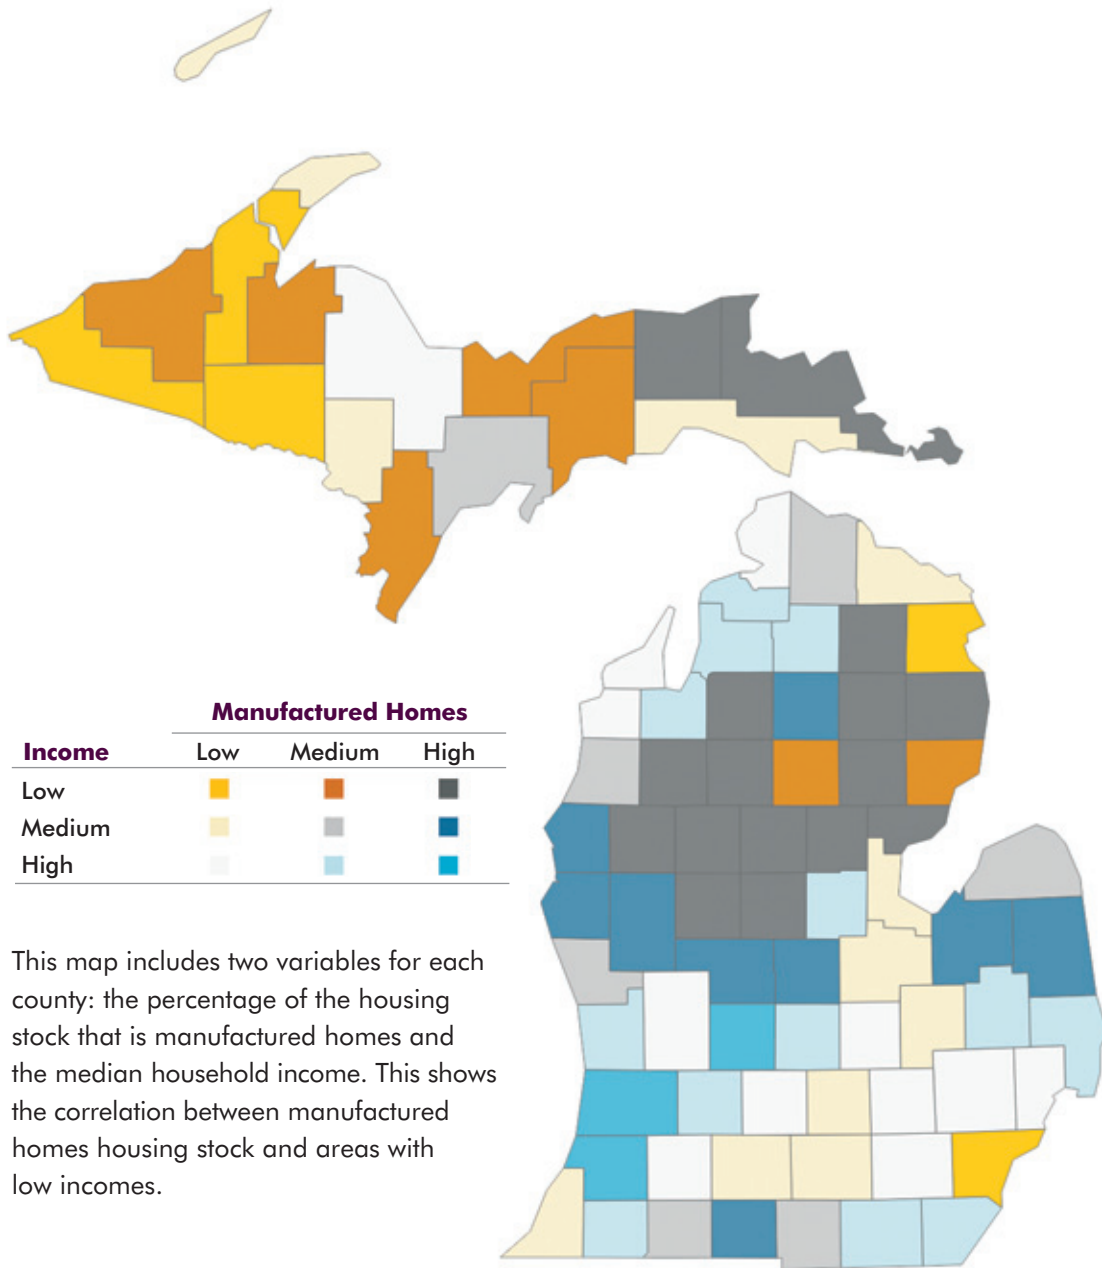 Manufactured Homes
Income Low Medium High
Low
Medium
High
This map includes two variables for each
county: the percentage of the housing
stock that is manufactured homes and
the median household income. This shows
the correlation between manufactured
homes housing stock and areas with
low incomes.